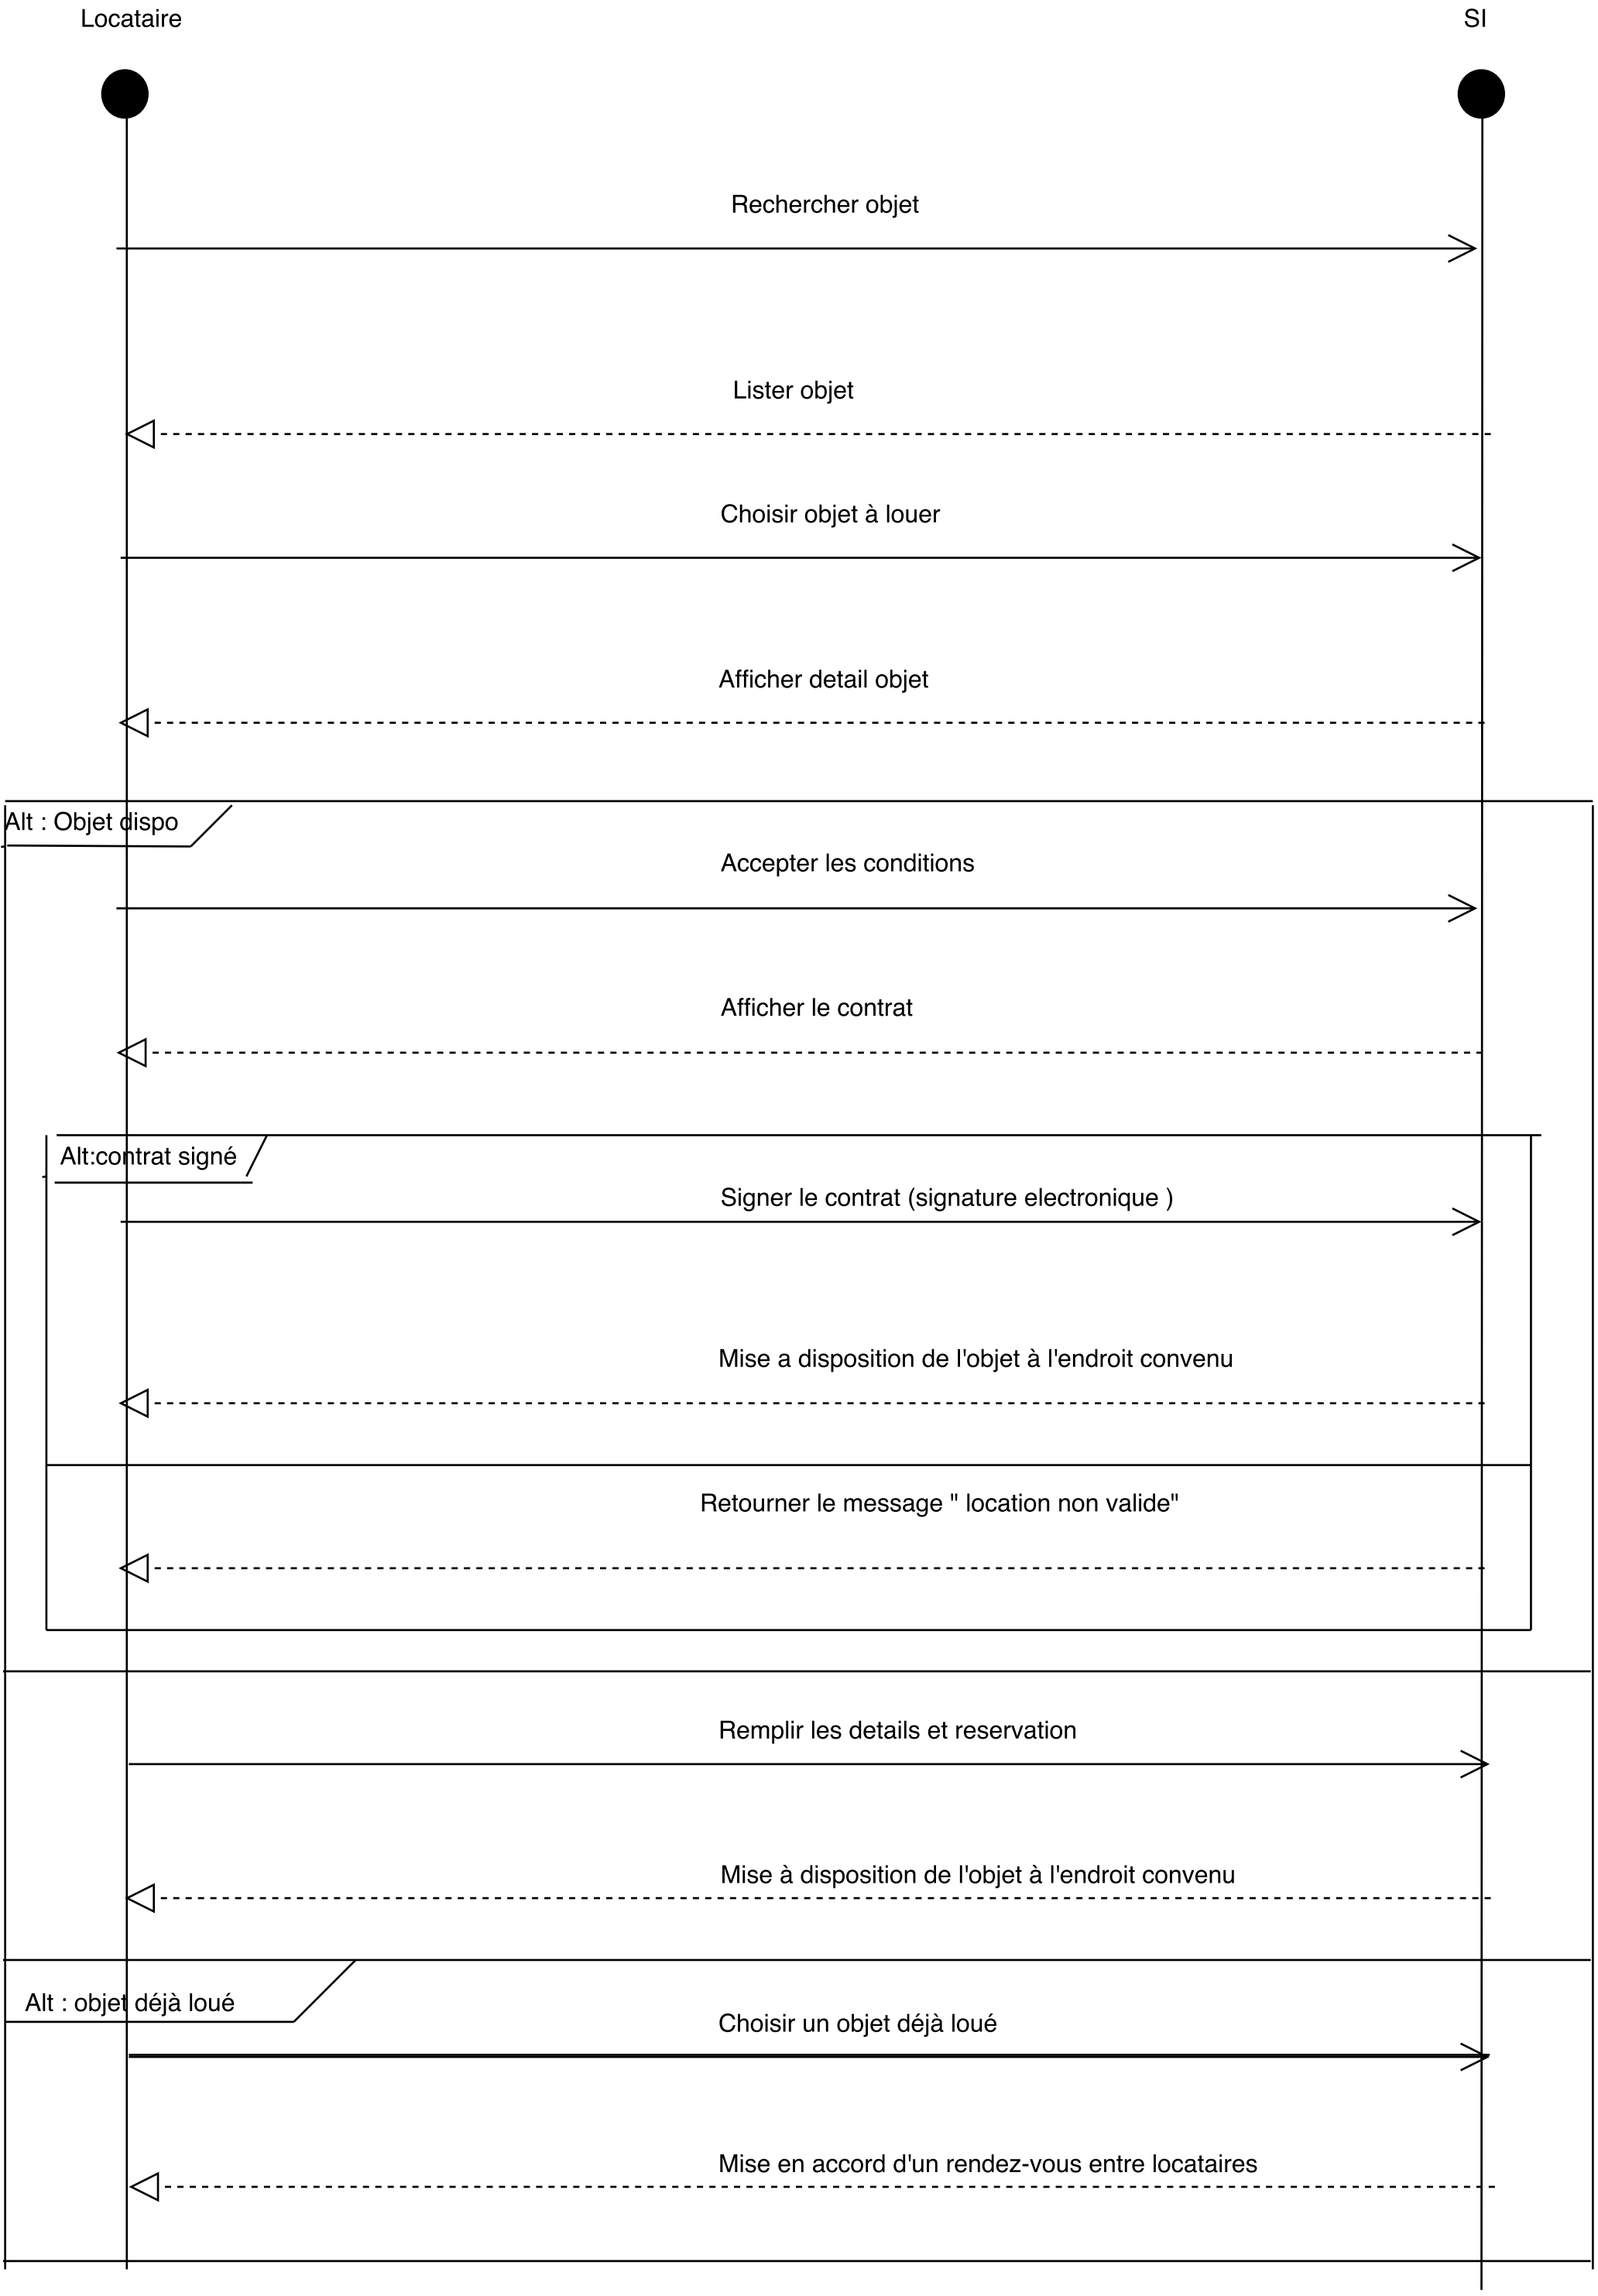 Locataire
SI
Rechercher objet
Lister objet
Choisir objet à louer
Afficher detail objet
Alt : Objet dispo
Accepter les conditions
Afficher le contrat
Alt:contrat signé
Signer le contrat (signature electronique )
Mise a disposition de l'objet à l'endroit convenu
Retourner le message " location non valide"
Remplir les details et reservation
Mise à disposition de l'objet à l'endroit convenu
Alt : objet déjà loué
Choisir un objet déjà loué
Mise en accord d'un rendez-vous entre locataires